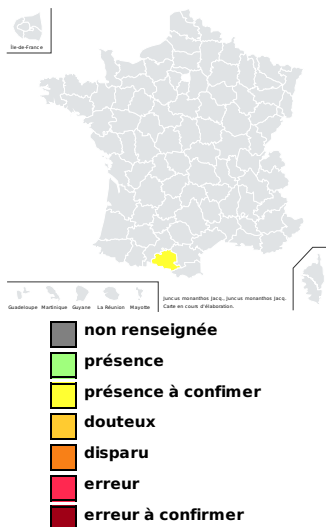 Île-de-France
Guadeloupe Martinique Guyane La Réunion Mayotte
Juncus monanthos Jacq., Juncus monanthos Jacq.
Carte en cours d'élaboration.
non renseignée
présence
présence à confimer
douteux
disparu
erreur
erreur à confirmer